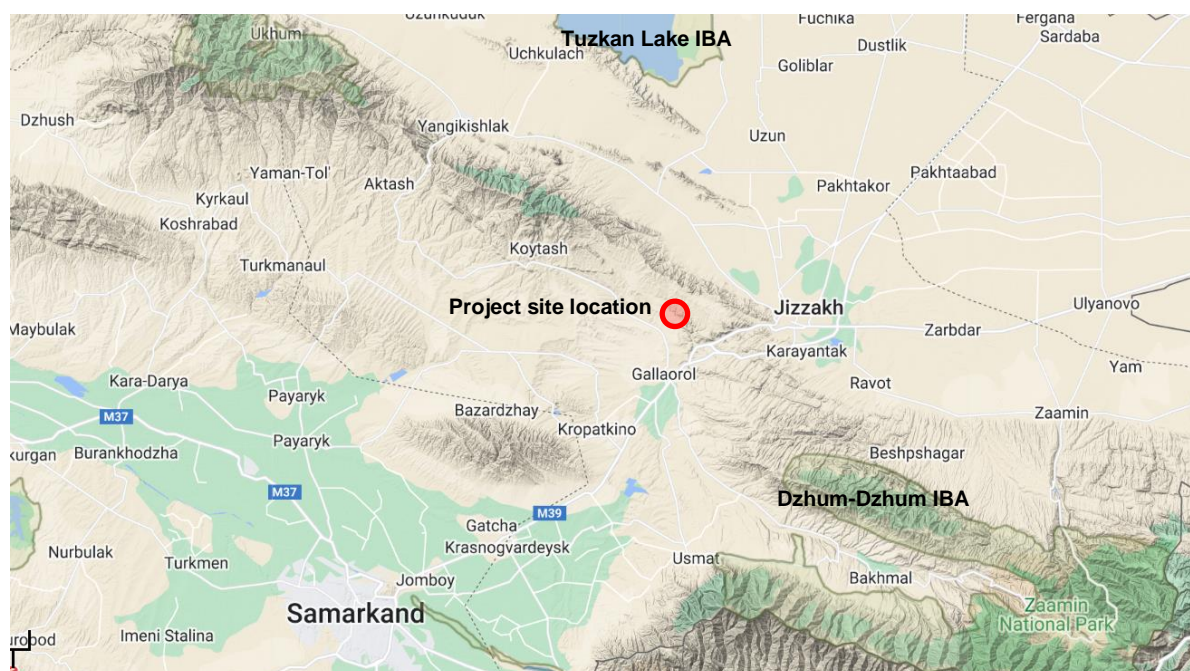 Uzunkuduk
Fuchika
Fergana
Ukhum
Tuzkan Lake IBA
Sardaba
Uchkulach
Dustlik
Goliblar
Dzhush
Yangikishlak
Uzun
Yaman-Tol'
Aktash
Pakhtakor
Pakhtaabad
Kyrkaul
Koshrabad
Koytash
Turkmanaul
Project site location
Jizzakh
Ulyanovo
Maybulak
Zarbdar
Karayantak
Yam
Gallaorol
Kara-Darya
Payaryk
Ravot
M37
Bazardzhay
Zaamin
Kropatkino
Payaryk
kurgan
Burankhodzha
Beshpshagar
M37
Dzhum-Dzhum IBA
M39
Gatcha
Nurbulak
Krasnogvardeysk
Turkmen
Usmat
Jomboy
Bakhmal
Samarkand
Zaamin
National Park
Imeni Stalina